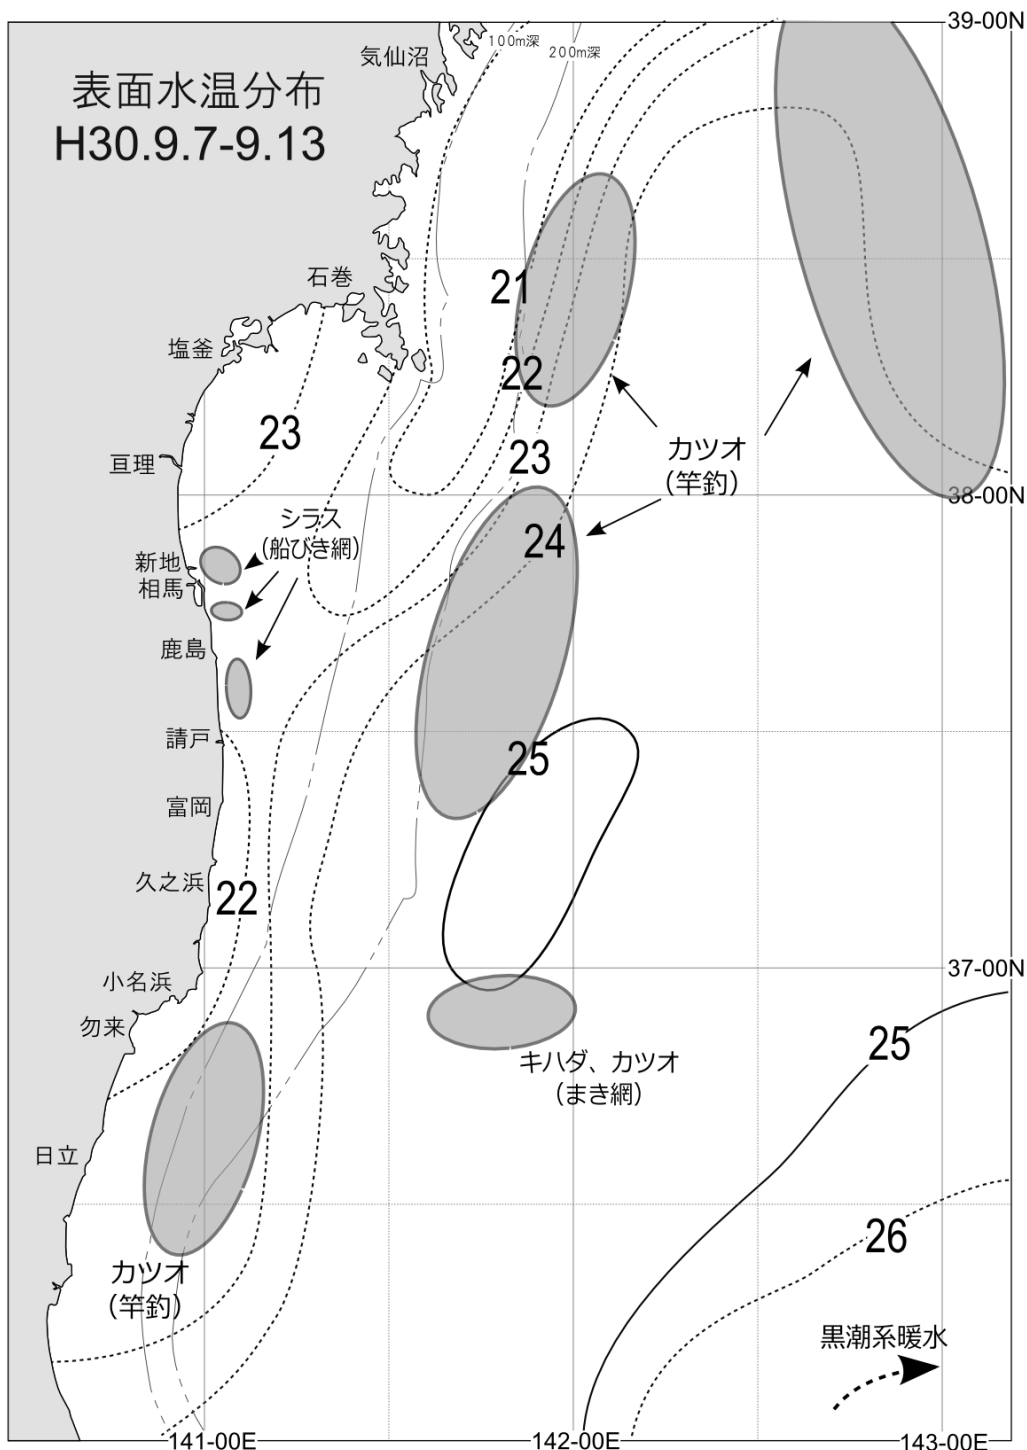 39-00N
100m深
200m深
気仙沼
表面水温分布
H30.9.7-9.13
石巻
21
塩釜
22
23
23
カツオ
（竿釣）
亘理
38-00N
シラス
（船びき網）
24
新地
相馬
鹿島
請戸
25
富岡
久之浜
22
37-00N
小名浜
勿来
25
キハダ、カツオ
（まき網）
日立
26
カツオ
（竿釣）
黒潮系暖水
141-00E
142-00E
143-00E